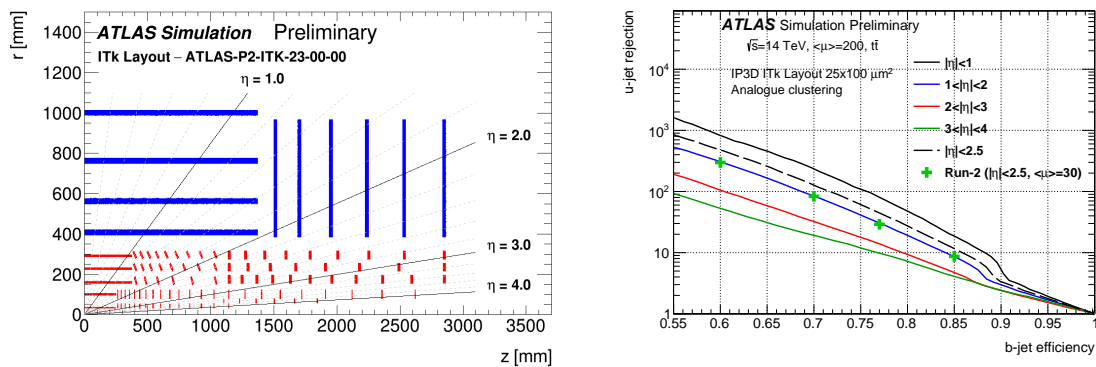 r [mm]
1400
1200
1000
800
600
400
200
0
ATLAS Simulation Preliminary
ITk Layout – ATLAS-P2-ITK-23-00-00
η = 1.0
η = 2.0
η = 3.0
η = 4.0
0 500 1000 1500 2000 2500 3000 3500
z [mm]
u-jet rejection
10⁴
10³
10²
10
1
ATLAS Simulation Preliminary
√s=14 TeV, <μ>=200, tt̄
IP3D ITk Layout 25x100 μm²
Analogue clustering
|η|<1
1<|η|<2
2<|η|<3
3<|η|<4
|η|<2.5
Run-2 (|η|<2.5, <μ>=30)
0.55 0.6 0.65 0.7 0.75 0.8 0.85 0.9 0.95 1
b-jet efficiency